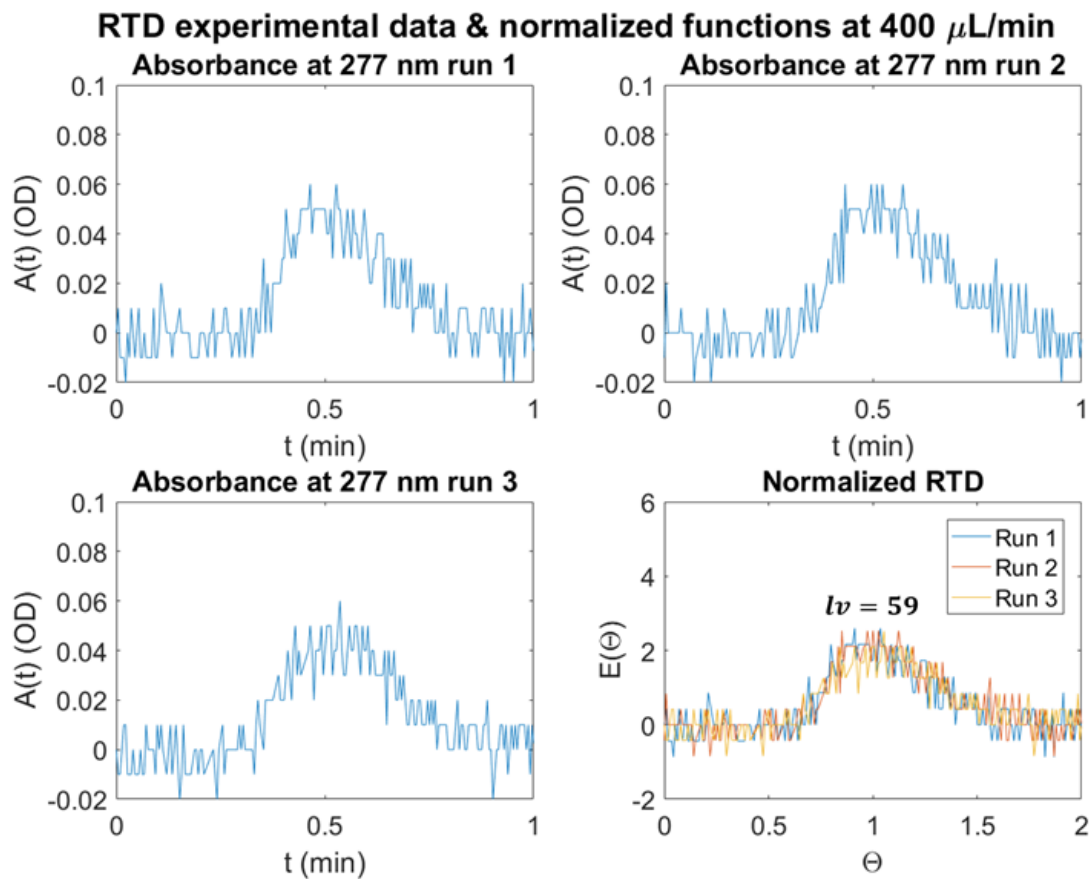 RTD experimental data & normalized functions at 400 μL/min
Absorbance at 277 nm run 1
0.1
0.08
0.06
0.04
0.02
0
-0.02
A(t) (OD)
0
0.5
1
t (min)
Absorbance at 277 nm run 2
0.1
0.08
0.06
0.04
0.02
0
-0.02
A(t) (OD)
0
0.5
1
t (min)
Absorbance at 277 nm run 3
0.1
0.08
0.06
0.04
0.02
0
-0.02
A(t) (OD)
0
0.5
1
t (min)
Normalized RTD
6
4
2
0
-2
E(Θ)
Run 1
Run 2
Run 3
lv = 59
0
0.5
1
1.5
2
Θ